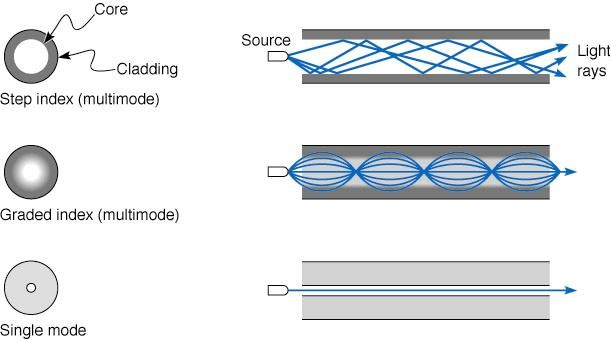 Core
Cladding
Step index (multimode)
Source
Light
rays
Graded index (multimode)
Single mode